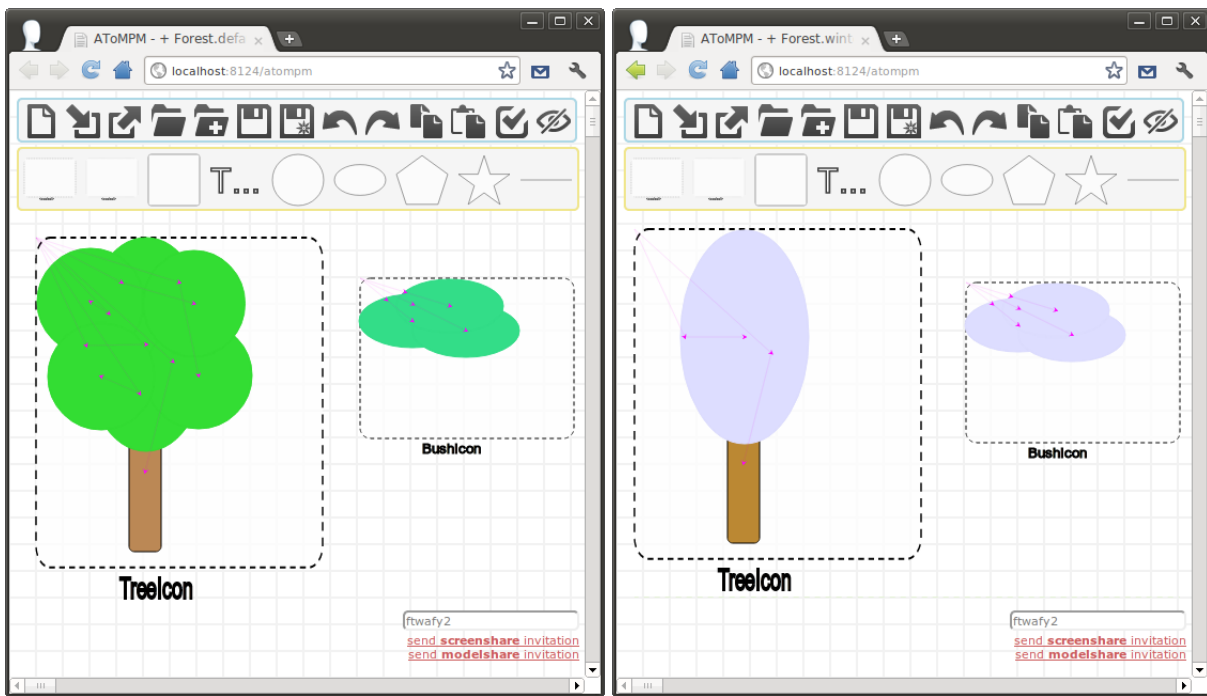 AToMPM - + Forest.defa
localhost:8124/atompm
T...
BushIcon
TreeIcon
ftwafy2
send screenshare invitation
send modelshare invitation
AToMPM - + Forest.wint
localhost:8124/atompm
T...
BushIcon
TreeIcon
ftwafy2
send screenshare invitation
send modelshare invitation